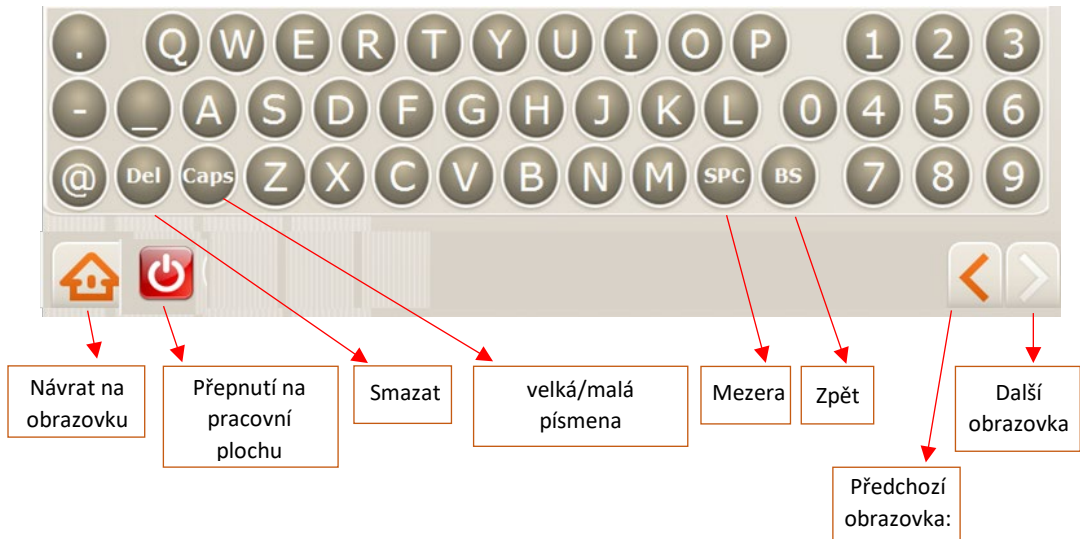 . Q W E R T Y U I O P 1 2 3
- _ A S D F G H J K L 0 4 5 6
@ Del Caps Z X C V B N M SPC BS 7 8 9
Návrat na
obrazovku
Přepnutí na
pracovní
plochu
Smazat
velká/malá
písmena
Mezera
Zpět
Další
obrazovka
Předchozí
obrazovka: